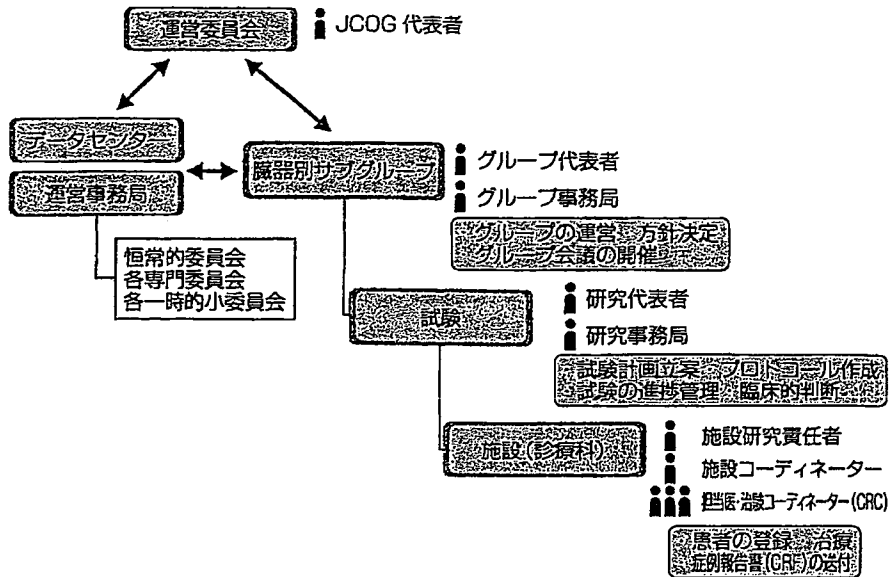 運営委員会
JCOG 代表者
データセンター
運営事務局
臓器別サブグループ
グループ代表者
グループ事務局
グループの運営 方針決定
グループ会議の開催
恒常的委員会
各専門委員会
各一時的小委員会
試験
研究代表者
研究事務局
試験計画立案・プロトコール作成
試験の進捗管理 臨床的判断
施設(診療科)
施設研究責任者
施設コーディネーター
担当医・治験コーディネーター(CRC)
患者の登録 治療
症例報告書(CRF)の送付